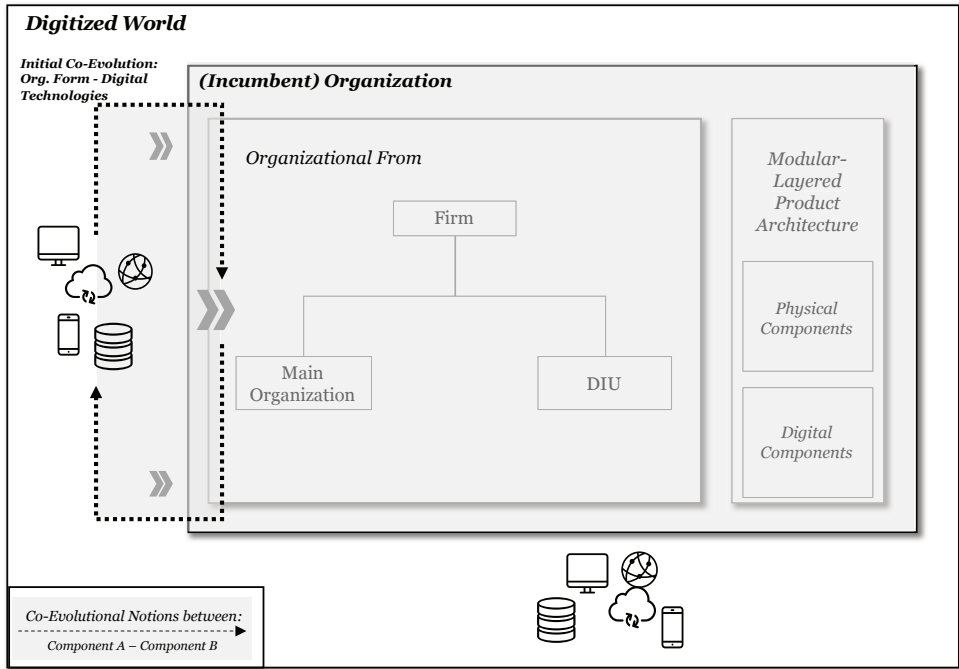 Digitized World
Initial Co-Evolution:
Org. Form - Digital
Technologies
(Incumbent) Organization
Organizational From
Firm
Main
Organization
DIU
Modular-
Layered
Product
Architecture
Physical
Components
Digital
Components
Co-Evolutional Notions between:
Component A – Component B